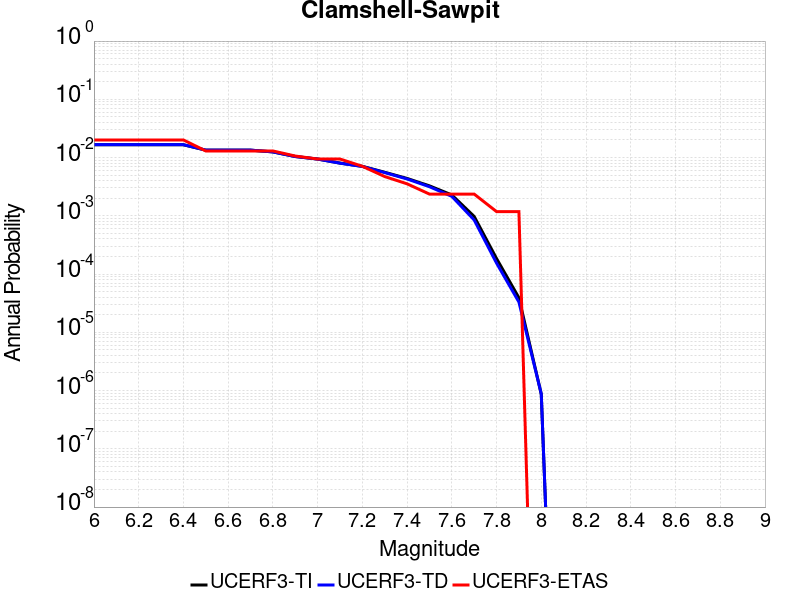 Clamshell-Sawpit
10^0
10^-1
10^-2
10^-3
10^-4
10^-5
10^-6
10^-7
10^-8
Annual Probability
6 6.2 6.4 6.6 6.8 7 7.2 7.4 7.6 7.8 8 8.2 8.4 8.6 8.8 9
Magnitude
UCERF3-TI UCERF3-TD UCERF3-ETAS